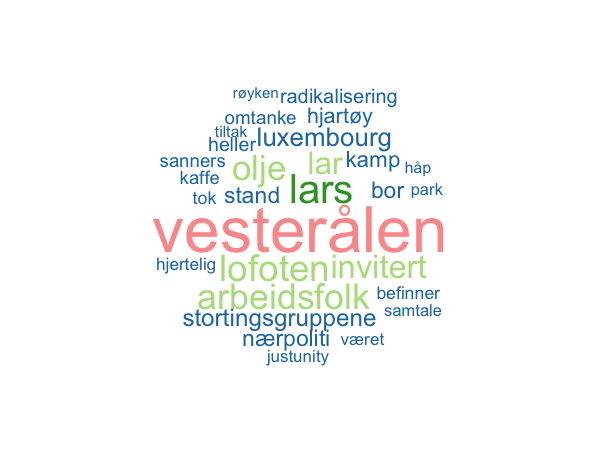 røyken radikalisering
omtanke hjartøy
tiltak luxembourg
heller
sanners olje lar kamp håp
kaffe
tok stand lars bor park
vesterålen
hjertelig lofoten invitert
arbeidsfolk befinner
stortingsgruppene samtale
nærpoliti været
justunity